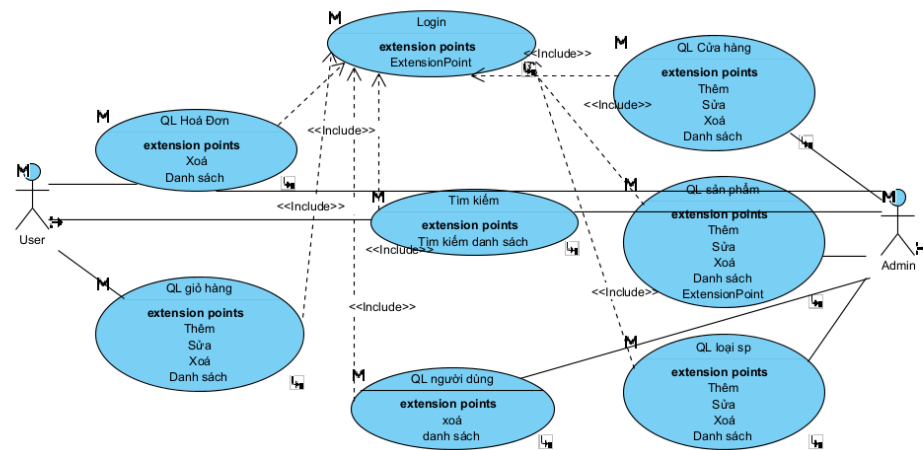 Login
extension points
ExtensionPoint
<<Include>>
QL Cửa hàng
extension points
Thêm
Sửa
Xoá
Danh sách
<<Include>>
QL Hoá Đơn
extension points
Xoá
Danh sách
<<Include>>
User
<<Include>>
Tìm kiếm
extension points
Tìm kiếm danh sách
<<Include>>
QL sản phẩm
extension points
Thêm
Sửa
Xoá
Danh sách
ExtensionPoint
<<Include>>
Admin
QL giỏ hàng
extension points
Thêm
Sửa
Xoá
Danh sách
<<Include>>
QL người dùng
extension points
xoá
danh sách
QL loại sp
extension points
Thêm
Sửa
Xoá
Danh sách